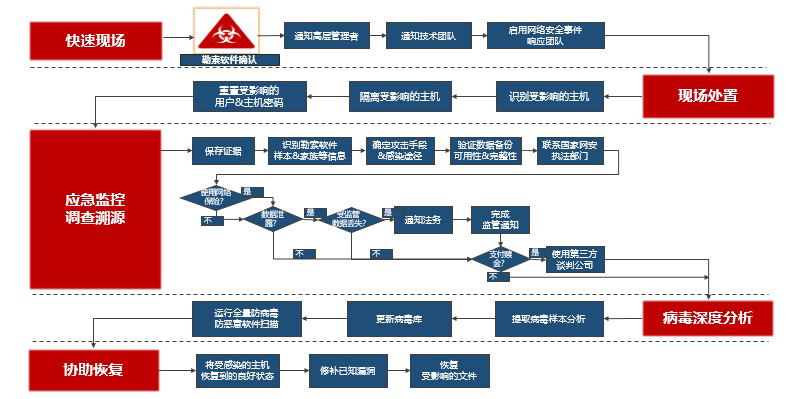 快速现场
勒索软件确认
通知高层管理者
通知技术团队
启用网络安全事件
响应团队
重置受影响的
用户&主机密码
隔离受影响的主机
识别受影响的主机
现场处置
应急监控
调查溯源
保存证据
识别勒索软件
样本&家族等信息
确定攻击手段
&感染途径
验证数据备份
可用性&完整性
联系国家网安
执法部门
使用网络
保险?
是
不
数据泄
露?
是
不
受监管
数据丢失?
是
不
通知法务
完成
监管通知
支付赎
金?
是
不
使用第三方
谈判公司
运行全量防病毒
防恶意软件扫描
更新病毒库
提取病毒样本分析
病毒深度分析
协助恢复
将受感染的主机
恢复到的良好状态
修补已知漏洞
恢复
受影响的文件